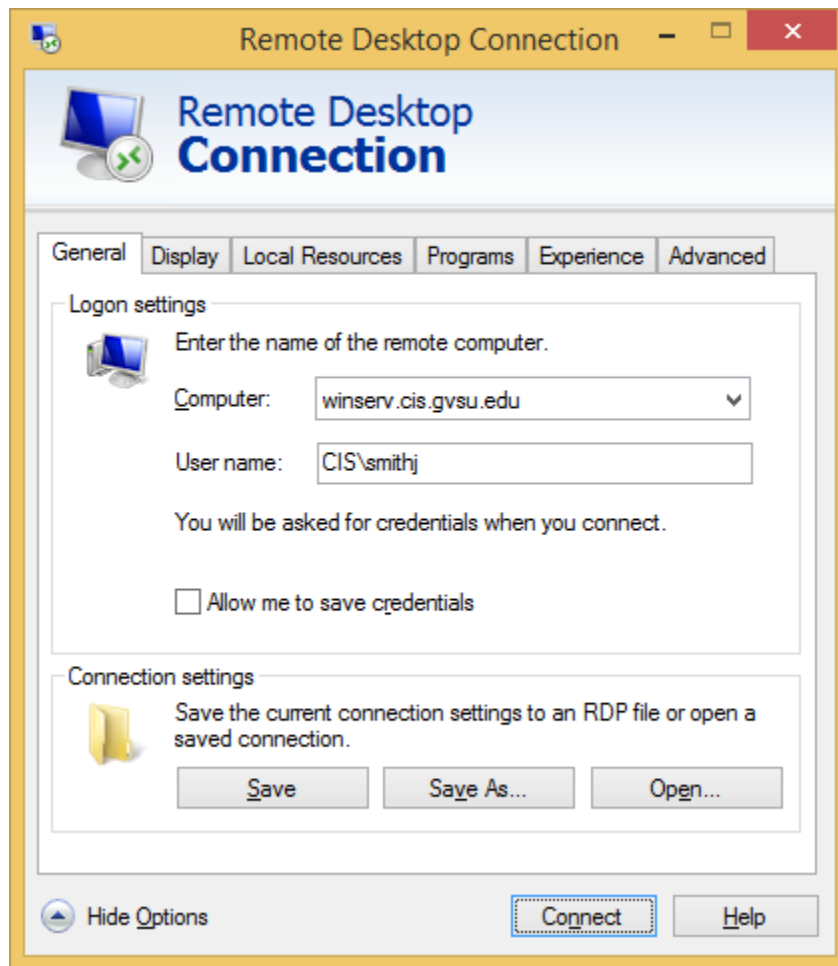 Remote Desktop Connection
Remote Desktop
Connection
General Display Local Resources Programs Experience Advanced
Logon settings
Enter the name of the remote computer.
Computer: winserv.cis.gvsu.edu
User name: CIS\smithj
You will be asked for credentials when you connect.
Allow me to save credentials
Connection settings
Save the current connection settings to an RDP file or open a
saved connection.
Save Save As... Open...
Hide Options Connect Help